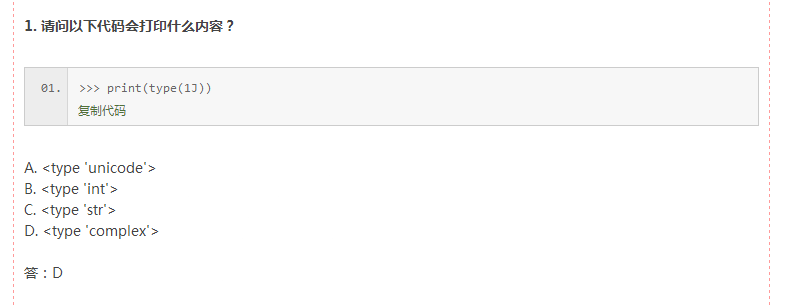 1. 请问以下代码会打印什么内容？
01. >>> print(type(1J))
复制代码
A. <type 'unicode'>
B. <type 'int'>
C. <type 'str'>
D. <type 'complex'>
答：D